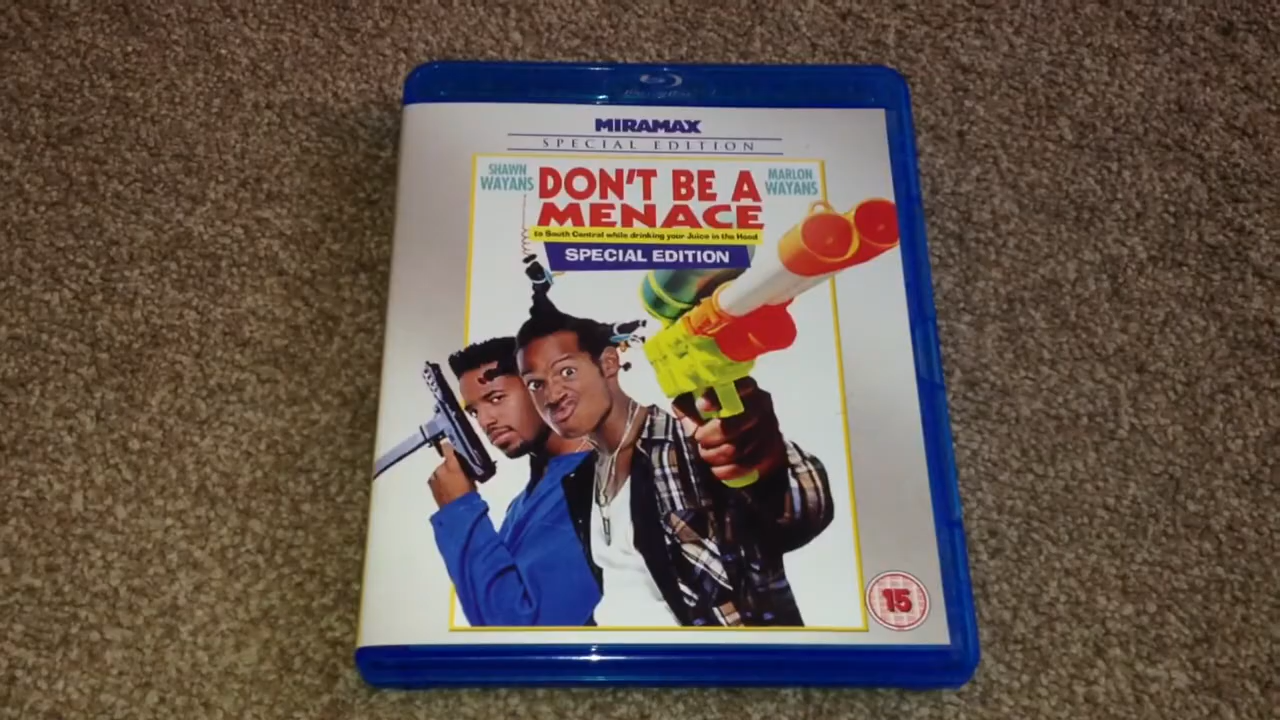 MIRAMAX
SPECIAL EDITION
SHAWN
WAYANS
MARLON
WAYANS
DON'T BE A
MENACE
to South Central while drinking your Juice in the Hood
SPECIAL EDITION
15